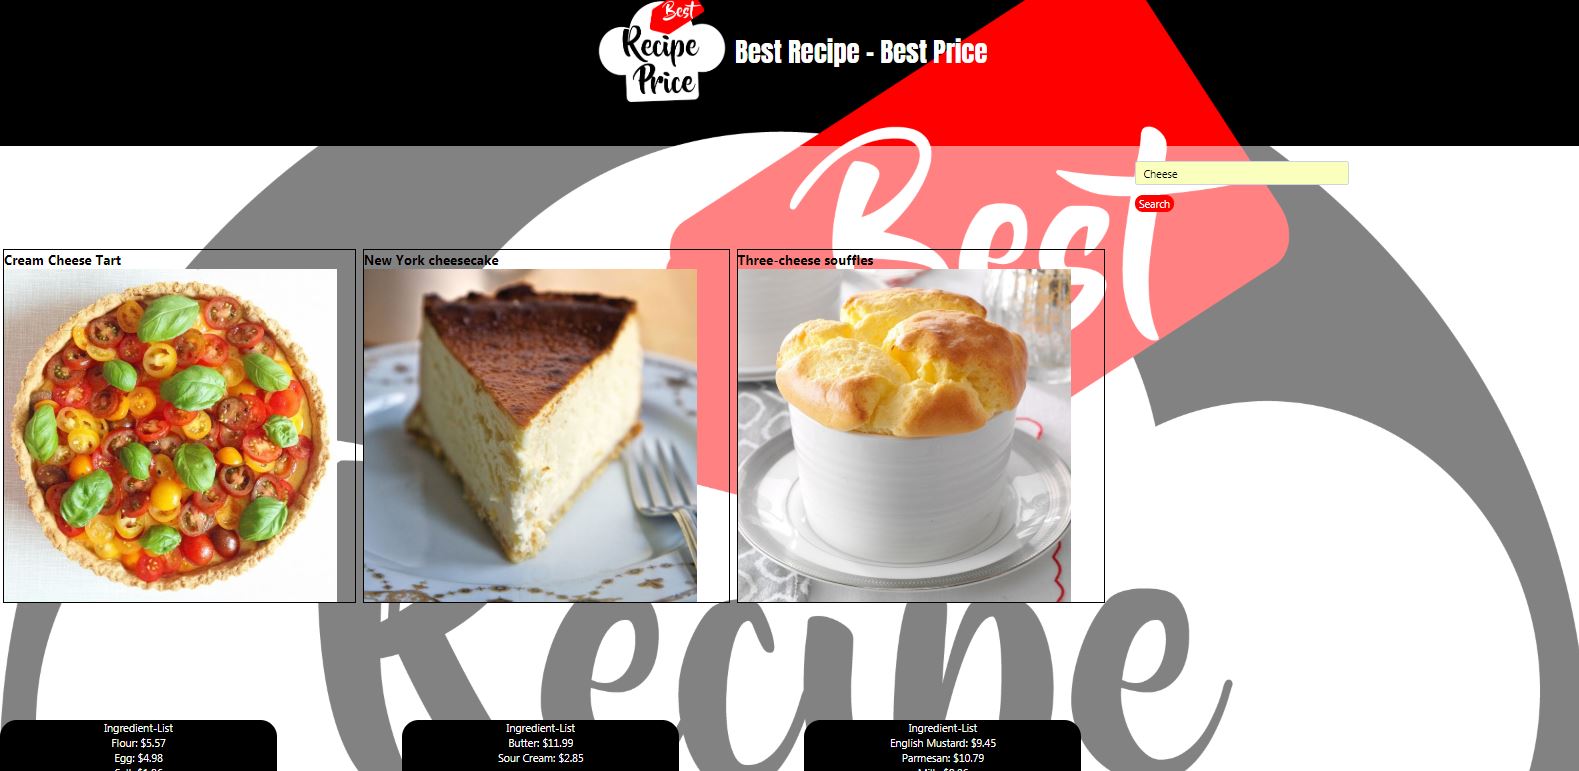 Best
Recipe
Price
Best Recipe - Best Price
Best
Recipe
Cheese
Search
Cream Cheese Tart
New York cheesecake
Three-cheese souffles
Ingredient-List
Flour: $5.57
Egg: $4.98
Ingredient-List
Butter: $11.99
Sour Cream: $2.85
Ingredient-List
English Mustard: $9.45
Parmesan: $10.79